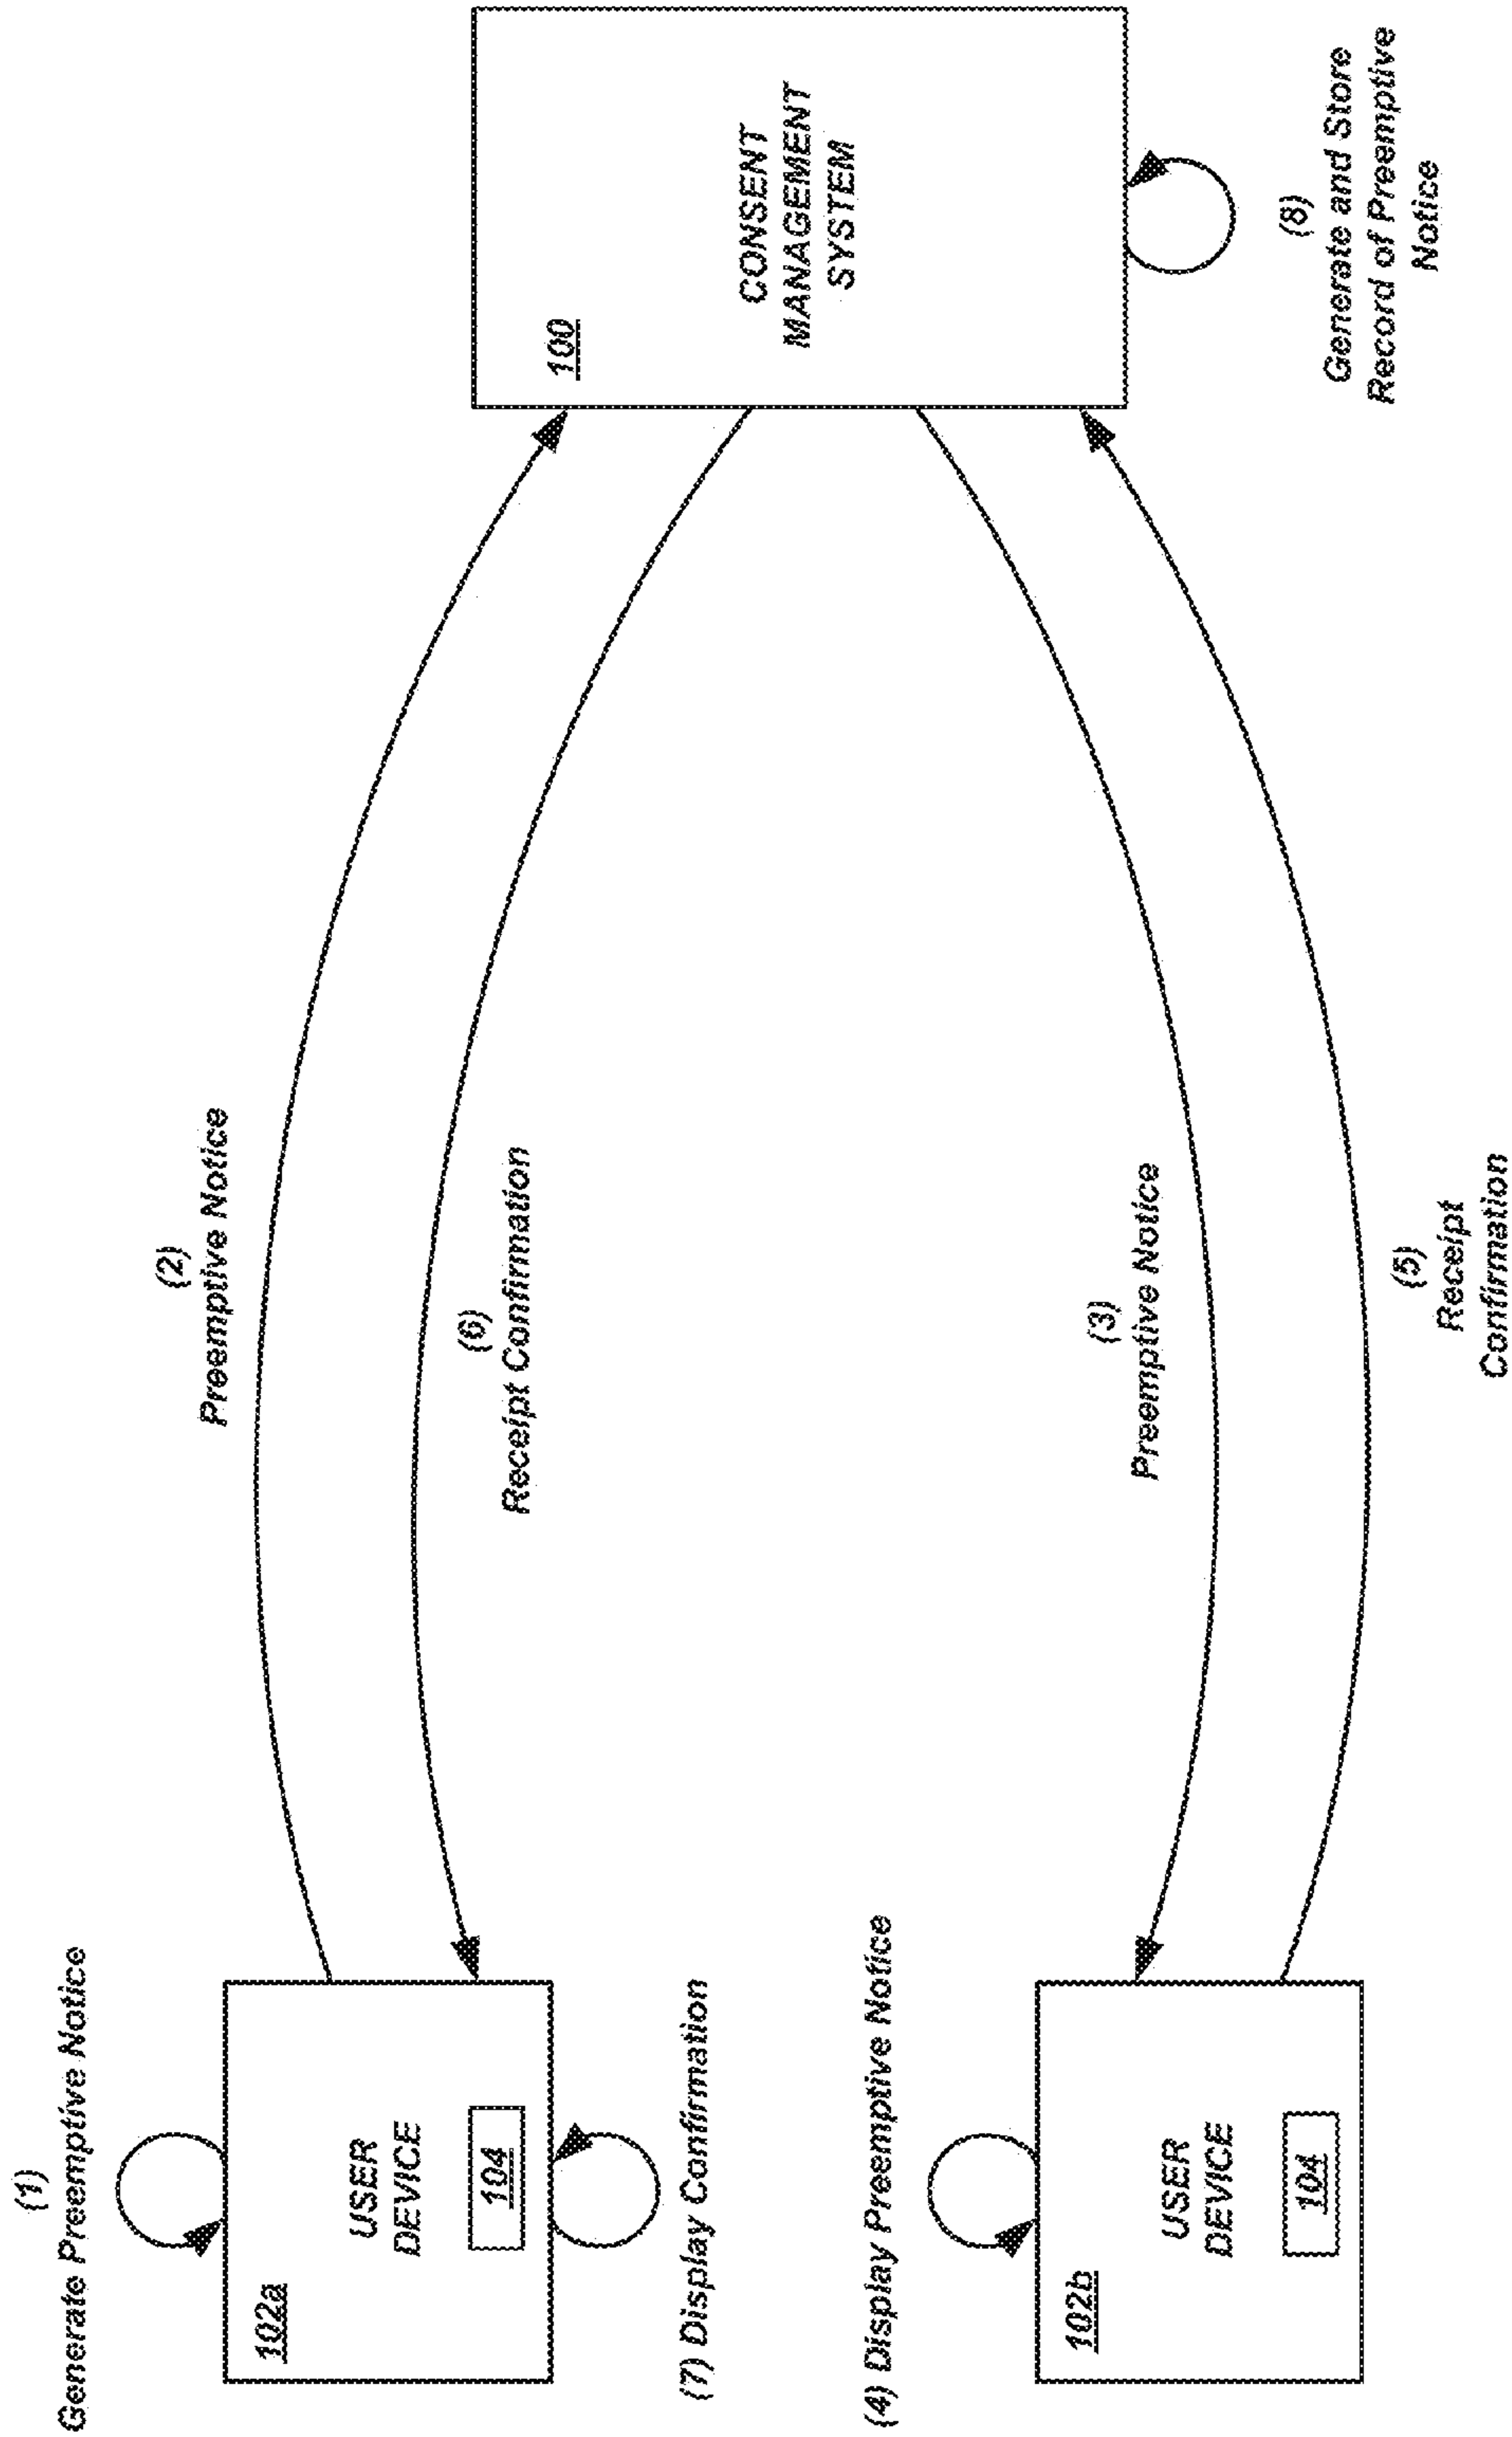 (1)
Generate Preemptive Notice
102a
USER
DEVICE
104
(7) Display Confirmation
(2)
Preemptive Notice
(6)
Receipt Confirmation
100
CONSENT
MANAGEMENT
SYSTEM
(4) Display Preemptive Notice
102b
USER
DEVICE
104
(3)
Preemptive Notice
(5)
Receipt
Confirmation
(8)
Generate and Store
Record of Preemptive
Notice